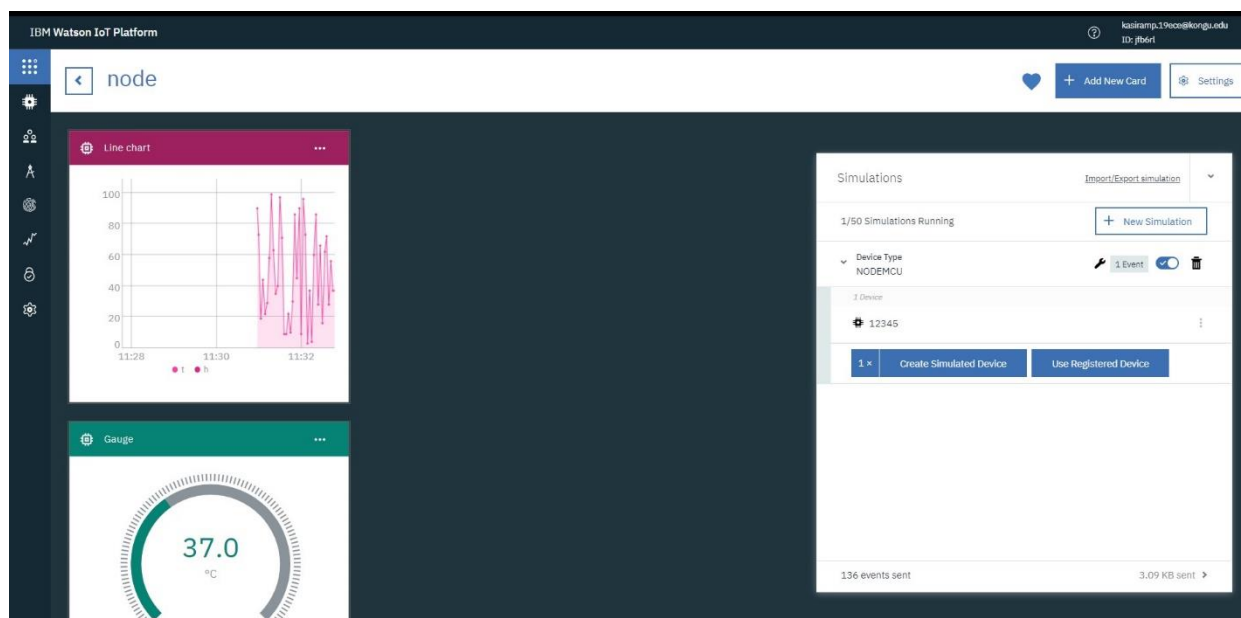 IBM Watson IoT Platform
kasiramp.19ece@kongu.edu
ID: jfb6rl
node
+ Add New Card
Settings
Line chart
100
80
60
40
20
0
11:28 11:30 11:32
t h
Gauge
37.0
°C
Simulations
Import/Export simulation
1/50 Simulations Running
+ New Simulation
Device Type
NODEMCU
1 Event
1 Device
12345
1 × Create Simulated Device Use Registered Device
136 events sent 3.09 KB sent >